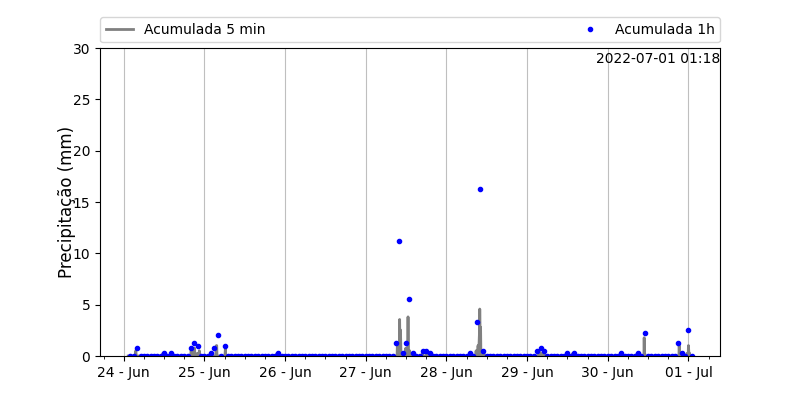 Acumulada 5 min Acumulada 1h
2022-07-01 01:18
Precipitação (mm)
30
25
20
15
10
5
0
24 - Jun 25 - Jun 26 - Jun 27 - Jun 28 - Jun 29 - Jun 30 - Jun 01 - Jul